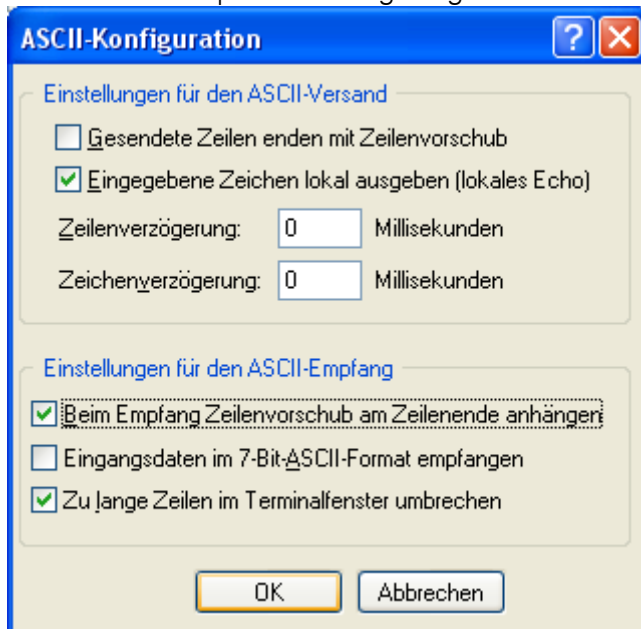 ASCII-Konfiguration
Einstellungen für den ASCII-Versand
Gesendete Zeilen enden mit Zeilenvorschub
Eingegebene Zeichen lokal ausgeben (lokales Echo)
Zeilenverzögerung: 0 Millisekunden
Zeichenverzögerung: 0 Millisekunden
Einstellungen für den ASCII-Empfang
Beim Empfang Zeilenvorschub am Zeilenende anhängen
Eingangsdaten im 7-Bit-ASCII-Format empfangen
Zu lange Zeilen im Terminalfenster umbrechen
OK Abbrechen